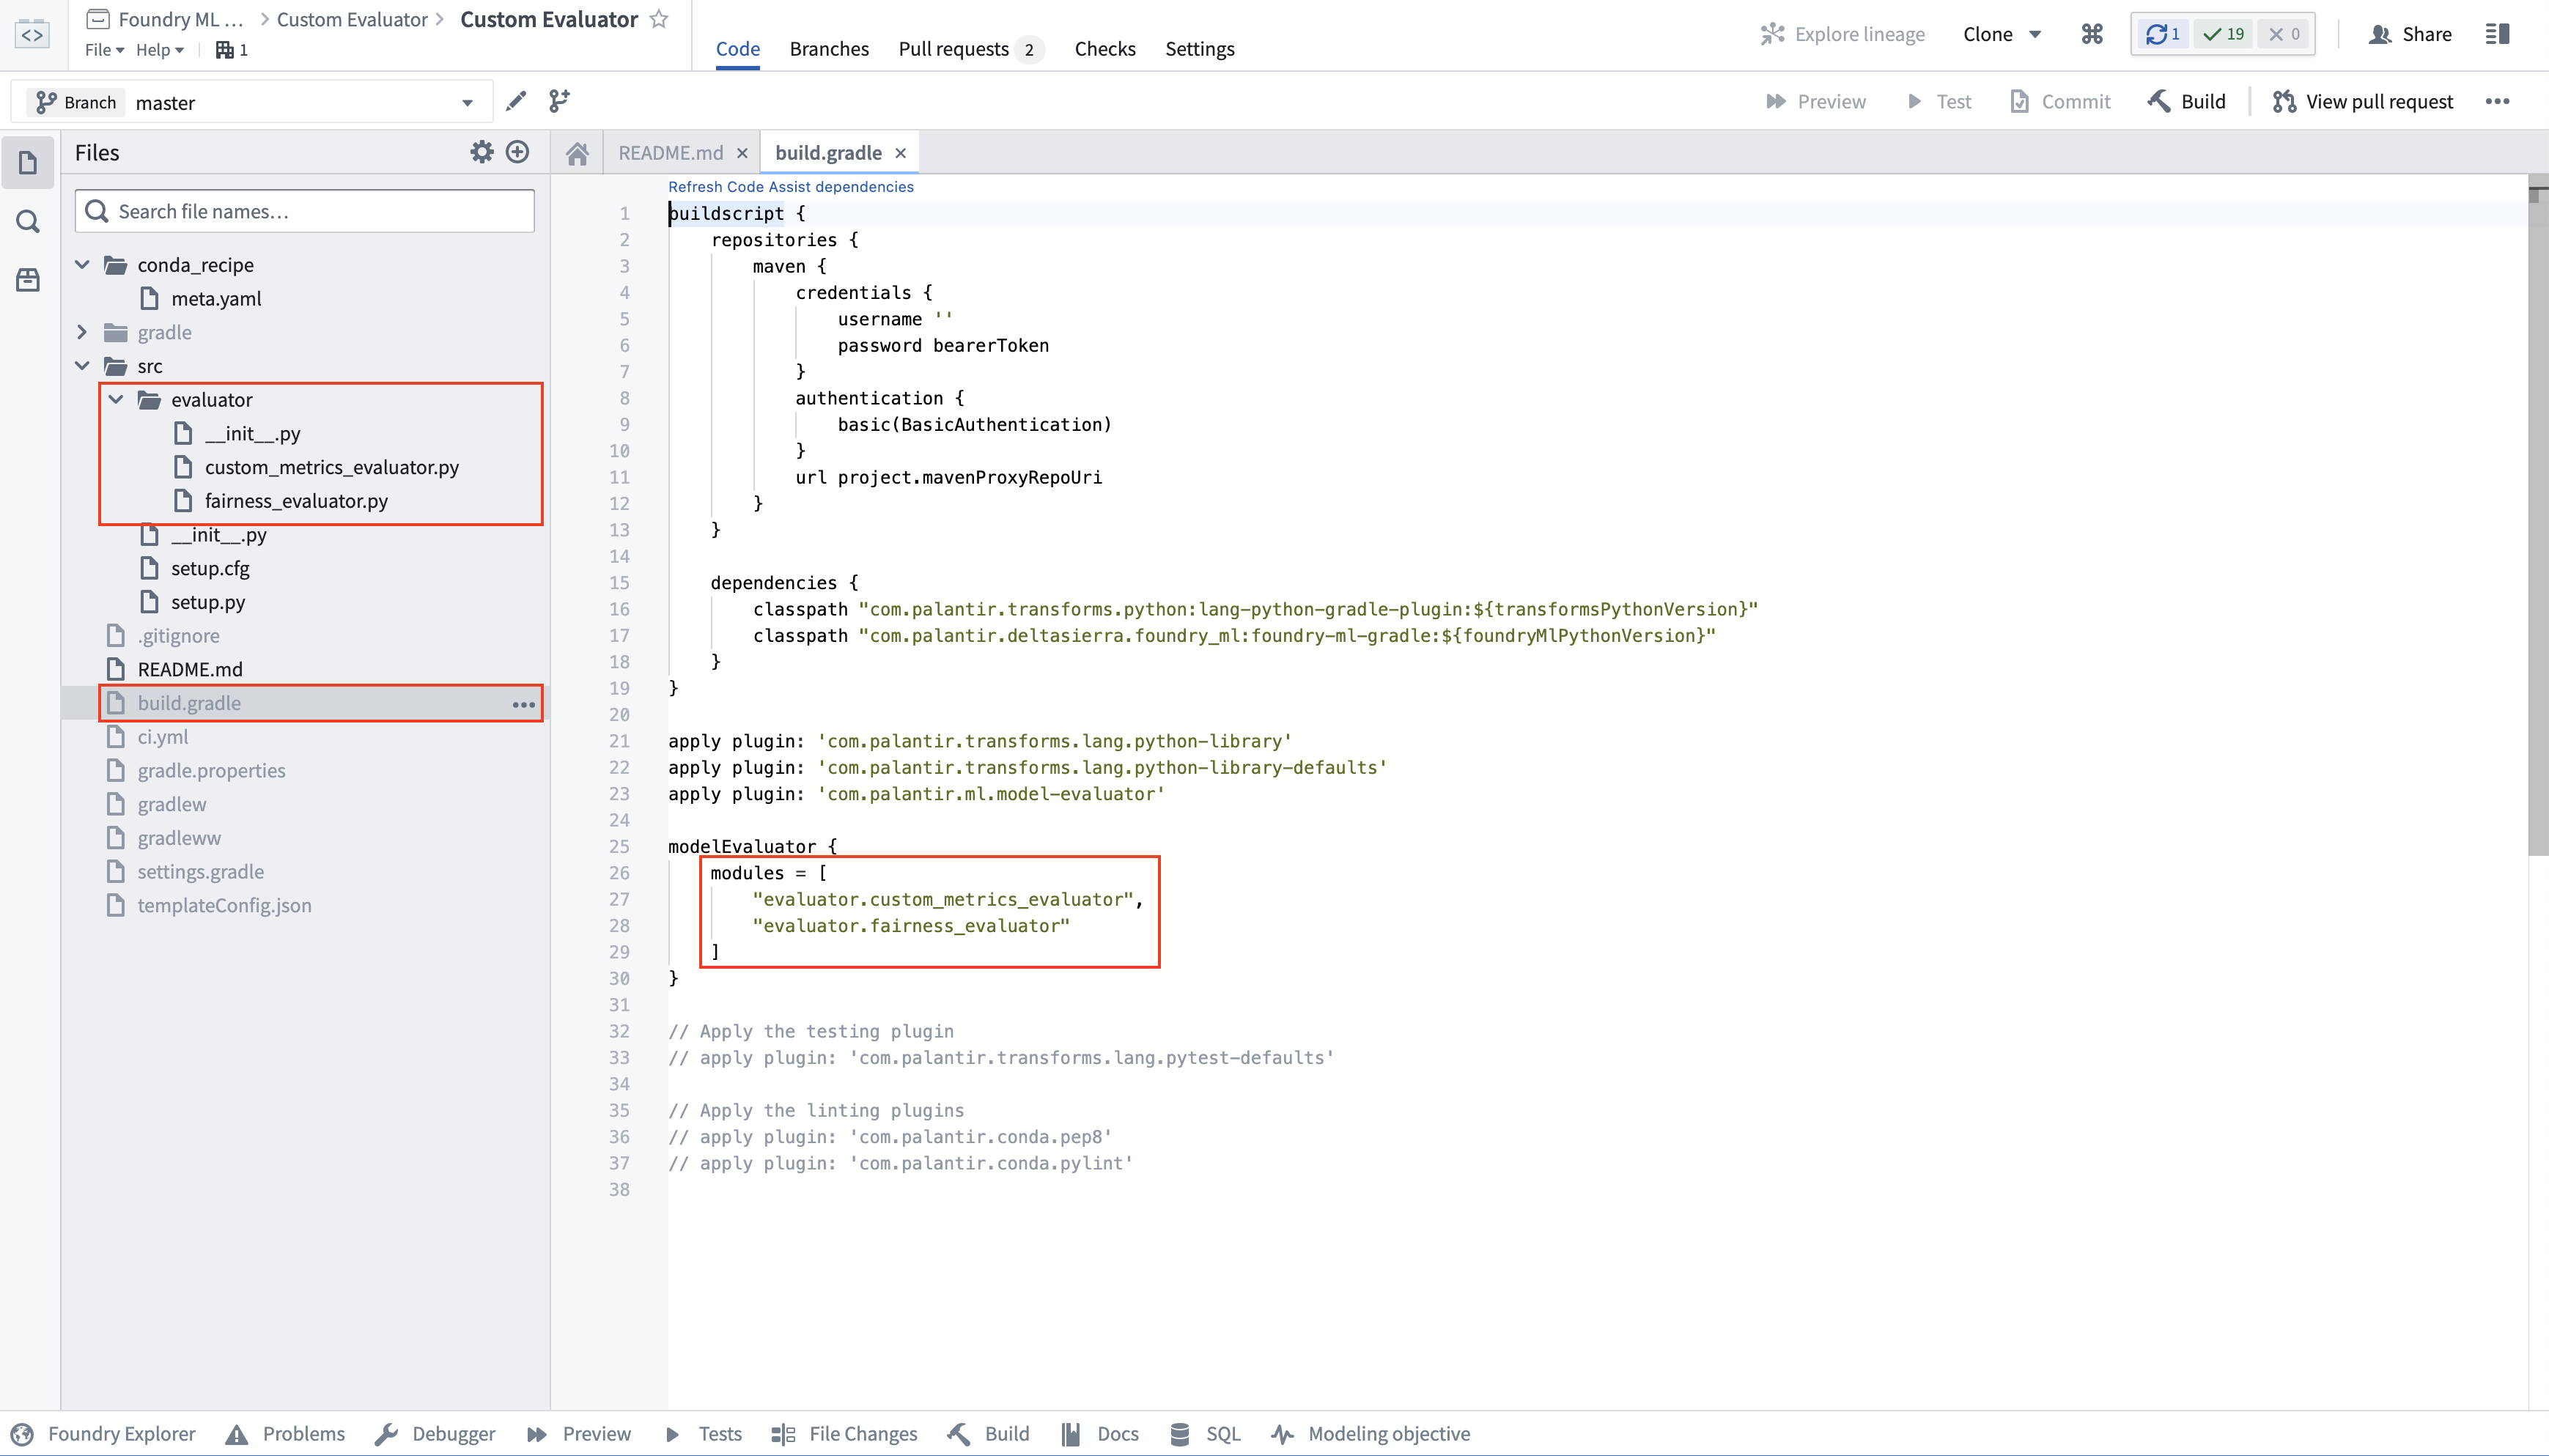 Foundry ML ... > Custom Evaluator > Custom Evaluator
File Help 1
Code Branches Pull requests 2 Checks Settings
Explore lineage Clone 1 19 0 Share
Branch master
Preview Test Commit Build View pull request
Files
Search file names...
conda_recipe
meta.yaml
gradle
src
evaluator
__init__.py
custom_metrics_evaluator.py
fairness_evaluator.py
__init__.py
setup.cfg
setup.py
.gitignore
README.md
build.gradle
ci.yml
gradle.properties
gradlew
gradleww
settings.gradle
templateConfig.json
README.md build.gradle
Refresh Code Assist dependencies
1 buildscript {
2     repositories {
3         maven {
4             credentials {
5                 username ''
6                 password bearerToken
7             }
8             authentication {
9                 basic(BasicAuthentication)
10             }
11             url project.mavenProxyRepoUri
12         }
13     }
14
15     dependencies {
16         classpath "com.palantir.transforms.python:lang-python-gradle-plugin:${transformsPythonVersion}"
17         classpath "com.palantir.deltasierra.foundry_ml:foundry-ml-gradle:${foundryMlPythonVersion}"
18     }
19 }
20
21 apply plugin: 'com.palantir.transforms.lang.python-library'
22 apply plugin: 'com.palantir.transforms.lang.python-library-defaults'
23 apply plugin: 'com.palantir.ml.model-evaluator'
24
25 modelEvaluator {
26     modules = [
27         "evaluator.custom_metrics_evaluator",
28         "evaluator.fairness_evaluator"
29     ]
30 }
31
32 // Apply the testing plugin
33 // apply plugin: 'com.palantir.transforms.lang.pytest-defaults'
34
35 // Apply the linting plugins
36 // apply plugin: 'com.palantir.conda.pep8'
37 // apply plugin: 'com.palantir.conda.pylint'
38
Foundry Explorer Problems Debugger Preview Tests File Changes Build Docs SQL Modeling objective